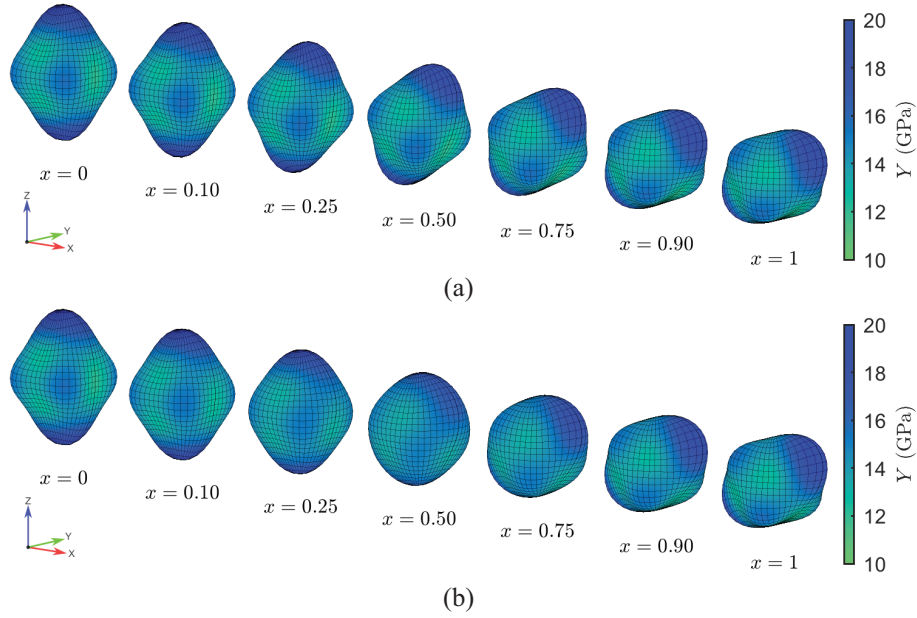 20
18
16
14
12
10
Y (GPa)
x = 0
x = 0.10
x = 0.25
x = 0.50
x = 0.75
x = 0.90
x = 1
Z
Y
X
(a)
20
18
16
14
12
10
Y (GPa)
x = 0
x = 0.10
x = 0.25
x = 0.50
x = 0.75
x = 0.90
x = 1
Z
Y
X
(b)